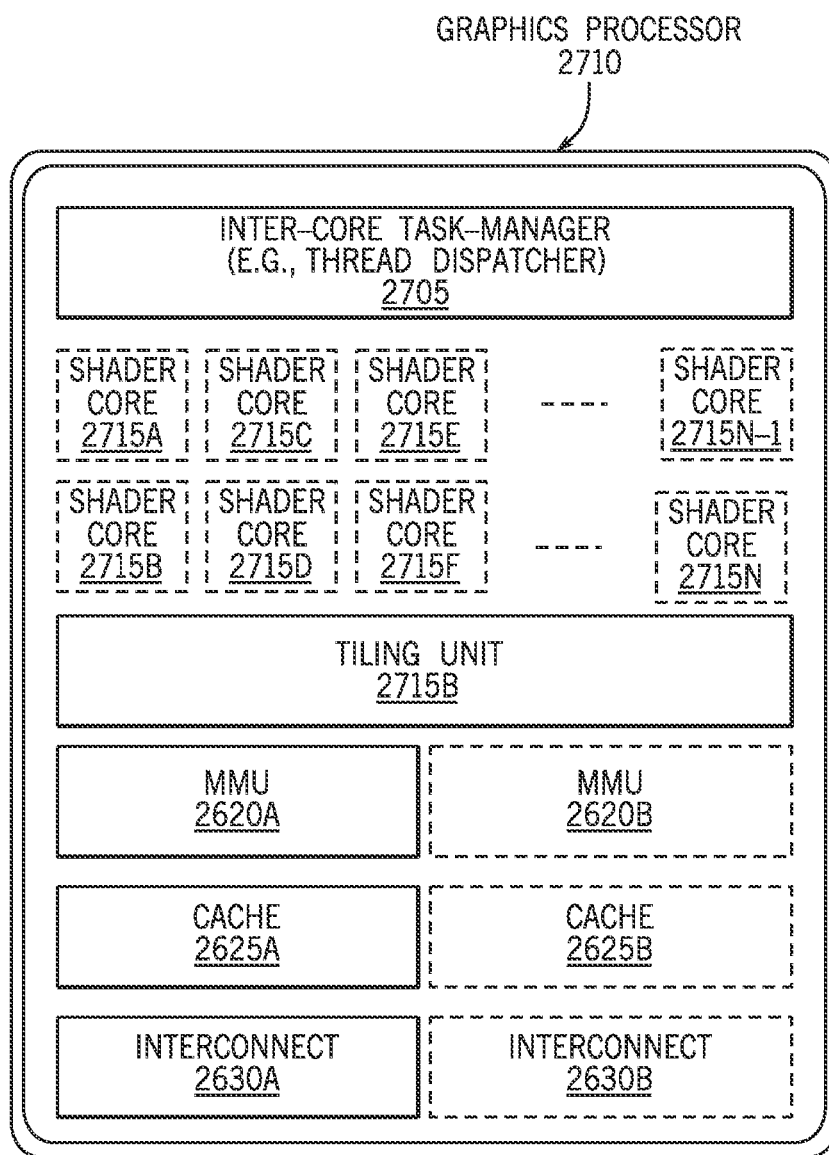 GRAPHICS PROCESSOR
2710
INTER-CORE TASK-MANAGER
(E.G., THREAD DISPATCHER)
2705
SHADER CORE 2715A
SHADER CORE 2715C
SHADER CORE 2715E
SHADER CORE 2715N-1
SHADER CORE 2715B
SHADER CORE 2715D
SHADER CORE 2715F
SHADER CORE 2715N
TILING UNIT
2715B
MMU
2620A
MMU
2620B
CACHE
2625A
CACHE
2625B
INTERCONNECT
2630A
INTERCONNECT
2630B